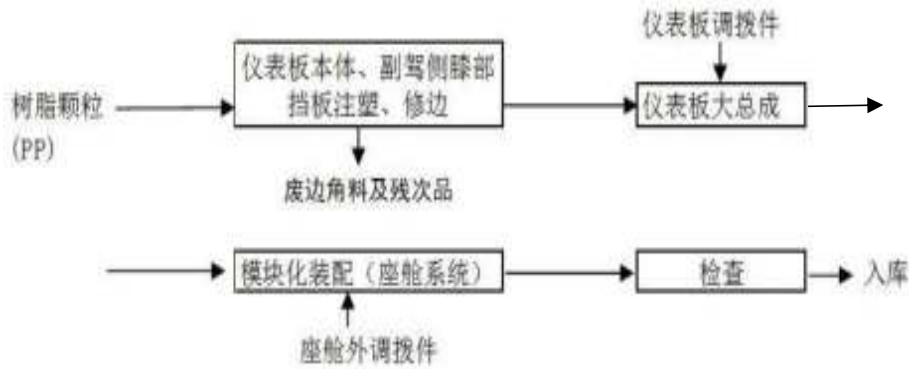 仪表板调拨件
树脂颗粒
(PP)
仪表板本体、副驾侧膝部
挡板注塑、修边
仪表板大总成
废边角料及残次品
模块化装配（座舱系统）
检查
入库
座舱外调拨件